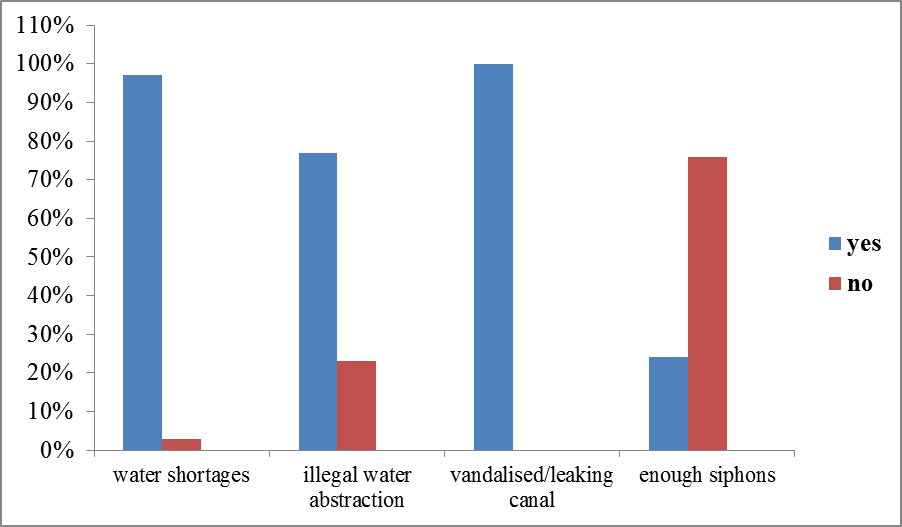 110%
100%
90%
80%
70%
60%
50%
40%
30%
20%
10%
0%
water shortages
illegal water
abstraction
vandalised/leaking
canal
enough siphons
yes
no